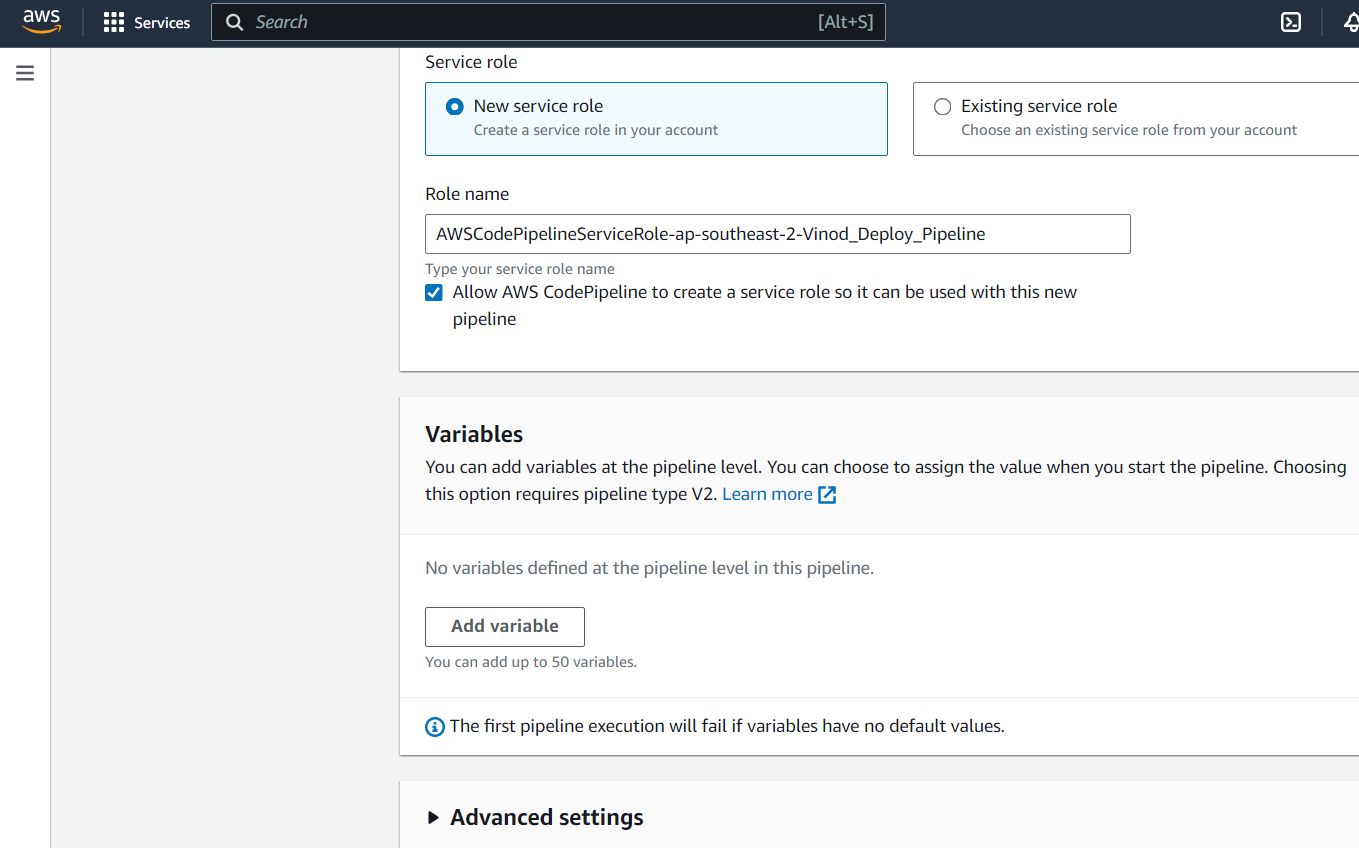 aws
Services
Search
[Alt+S]
Service role
New service role
Create a service role in your account
Existing service role
Choose an existing service role from your account
Role name
AWSCodePipelineServiceRole-ap-southeast-2-Vinod_Deploy_Pipeline
Type your service role name
Allow AWS CodePipeline to create a service role so it can be used with this new
pipeline
Variables
You can add variables at the pipeline level. You can choose to assign the value when you start the pipeline. Choosing
this option requires pipeline type V2. Learn more
No variables defined at the pipeline level in this pipeline.
Add variable
You can add up to 50 variables.
The first pipeline execution will fail if variables have no default values.
Advanced settings